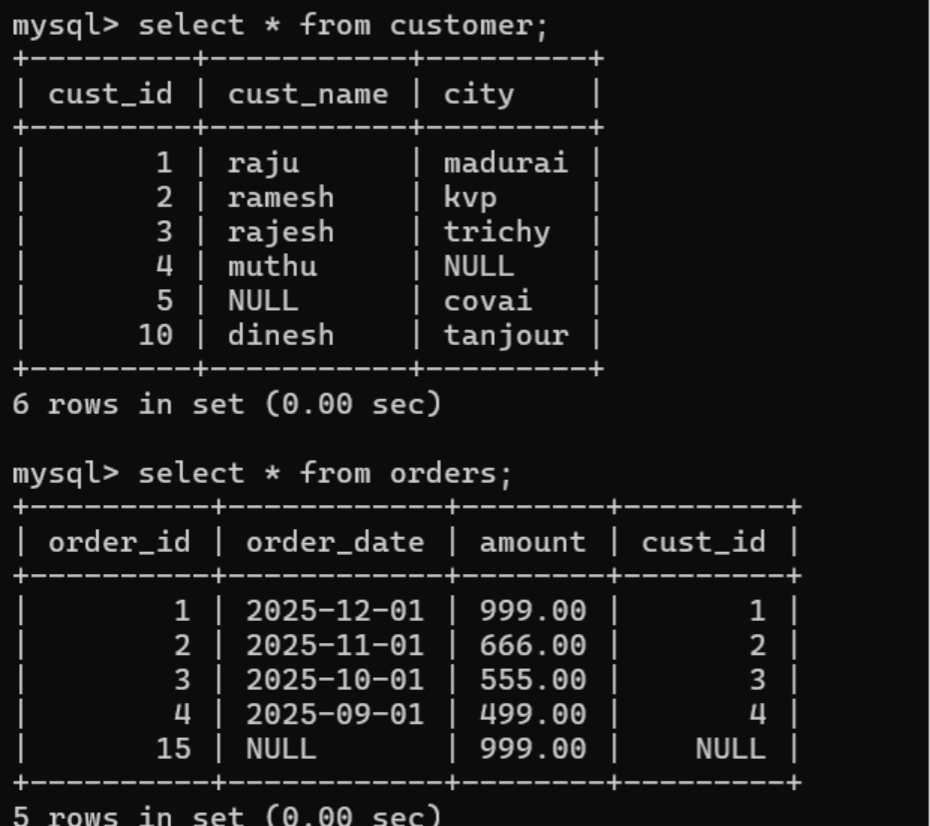 mysql> select * from customer;
+---------+-----------+---------+
| cust_id | cust_name | city    |
+---------+-----------+---------+
|       1 | raju      | madurai |
|       2 | ramesh    | kvp     |
|       3 | rajesh    | trichy  |
|       4 | muthu     | NULL    |
|       5 | NULL      | covai   |
|      10 | dinesh    | tanjour |
+---------+-----------+---------+
6 rows in set (0.00 sec)
mysql> select * from orders;
+----------+------------+--------+---------+
| order_id | order_date | amount | cust_id |
+----------+------------+--------+---------+
|        1 | 2025-12-01 | 999.00 |       1 |
|        2 | 2025-11-01 | 666.00 |       2 |
|        3 | 2025-10-01 | 555.00 |       3 |
|        4 | 2025-09-01 | 499.00 |       4 |
|       15 | NULL       | 999.00 |    NULL |
+----------+------------+--------+---------+
5 rows in set (0.00 sec)